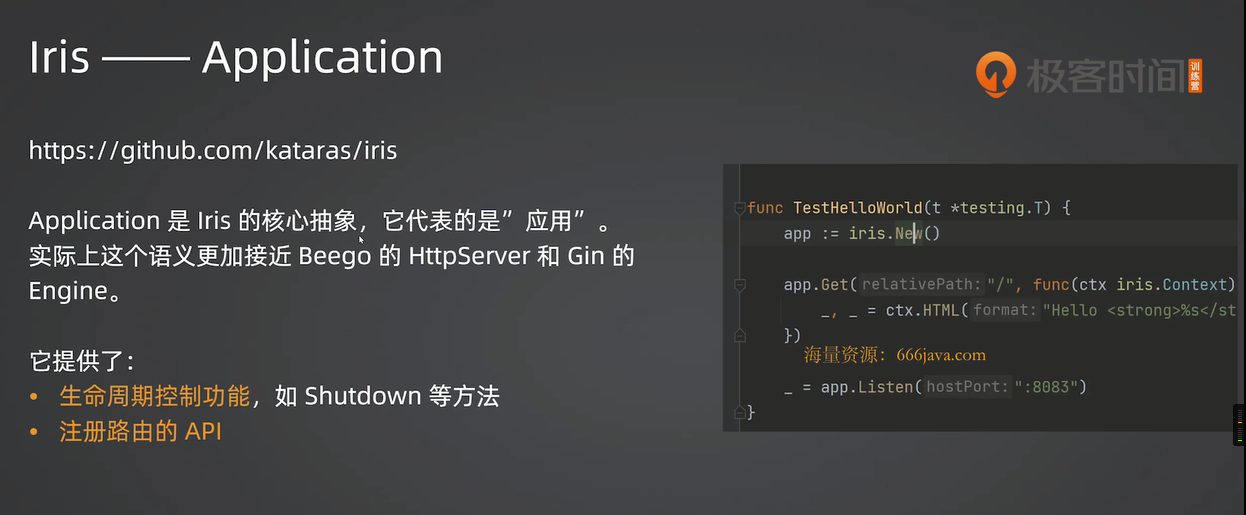 Iris —— Application
极客时间
训练营
https://github.com/kataras/iris
Application 是 Iris 的核心抽象，它代表的是”应用”。
实际上这个语义更加接近 Beego 的 HttpServer 和 Gin 的
Engine。
它提供了：
• 生命周期控制功能，如 Shutdown 等方法
• 注册路由的 API
func TestHelloWorld(t *testing.T) {
app := iris.New()
app.Get( relativePath: "/", func(ctx iris.Context)
_, _ = ctx.HTML( format: "Hello <strong>%s</st
})
海量资源：666java.com
_ = app.Listen( hostPort: ":8083")
}